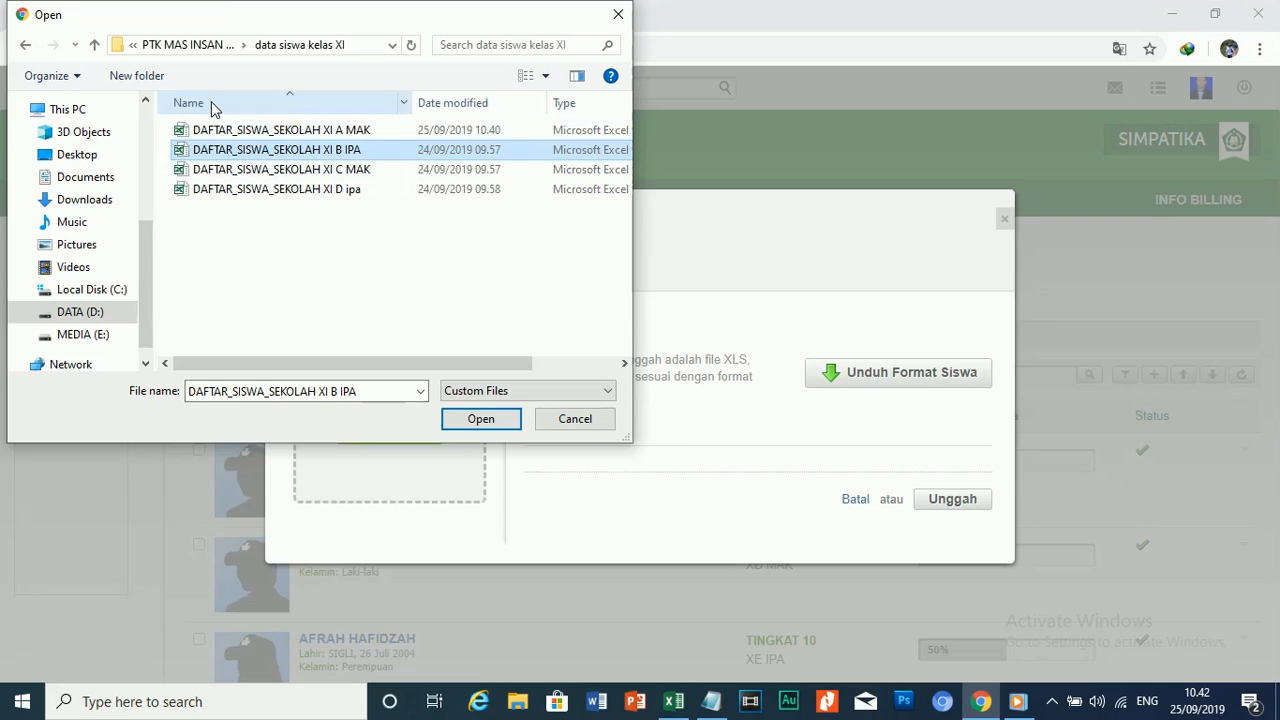 Open
PTK MAS INSAN ... > data siswa kelas XI
Search data siswa kelas XI
Organize
New folder
This PC
3D Objects
Desktop
Documents
Downloads
Music
Pictures
Videos
Local Disk (C:)
DATA (D:)
MEDIA (E:)
Network
Name Date modified Type
DAFTAR_SISWA_SEKOLAH XI A MAK 25/09/2019 10.40 Microsoft Excel
DAFTAR_SISWA_SEKOLAH XI B IPA 24/09/2019 09.57 Microsoft Excel
DAFTAR_SISWA_SEKOLAH XI C MAK 24/09/2019 09.57 Microsoft Excel
DAFTAR_SISWA_SEKOLAH XI D ipa 24/09/2019 09.58 Microsoft Excel
File name: DAFTAR_SISWA_SEKOLAH XI B IPA
Custom Files
Open
Cancel
SIMPATIKA
INFO BILLING
ggah adalah file XLS,
sesuai dengan format
Unduh Format Siswa
Batal atau Unggah
Status
Kelamin: Laki-laki
XD MAK
AFRAH HAFIDZAH
Lahir: SIGLI, 26 Juli 2004
Kelamin: Perempuan
TINGKAT 10
XE IPA
50%
Activate Windows
Go to Settings to activate Windows.
Type here to search
ENG
10.42
25/09/2019
2